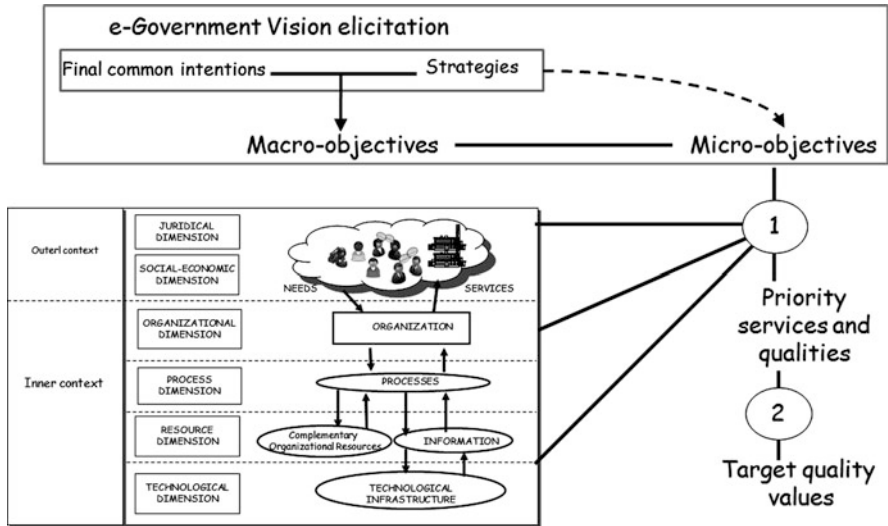 e-Government Vision elicitation
Final common intentions
Strategies
Macro-objectives
Micro-objectives
1
Priority
services and
qualities
2
Target quality
values
Outerl context
JURIDICAL
DIMENSION
SOCIAL-ECONOMIC
DIMENSION
NEEDS
SERVICES
Inner context
ORGANIZATIONAL
DIMENSION
ORGANIZATION
PROCESS
DIMENSION
PROCESSES
RESOURCE
DIMENSION
Complementary
Organizational Resources
INFORMATION
TECHNOLOGICAL
DIMENSION
TECHNOLOGICAL
INFRASTRUCTURE